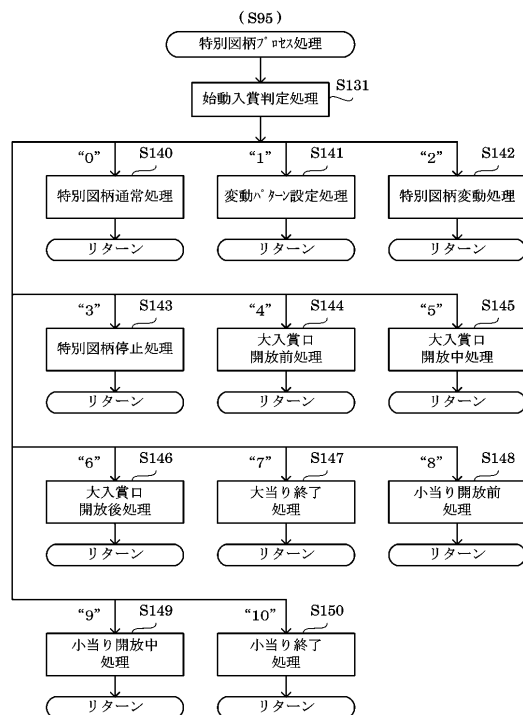 (S95)
特別図柄ﾌﾟﾛｾｽ処理
S131
始動入賞判定処理
“0”
S140
“1”
S141
“2”
S142
特別図柄通常処理
変動ﾊﾟﾀｰﾝ設定処理
特別図柄変動処理
リターン
リターン
リターン
“3”
S143
“4”
S144
“5”
S145
特別図柄停止処理
大入賞口
開放前処理
大入賞口
開放中処理
リターン
リターン
リターン
“6”
S146
“7”
S147
“8”
S148
大入賞口
開放後処理
大当り終了
処理
小当り開放前
処理
リターン
リターン
リターン
“9”
S149
“10”
S150
小当り開放中
処理
小当り終了
処理
リターン
リターン